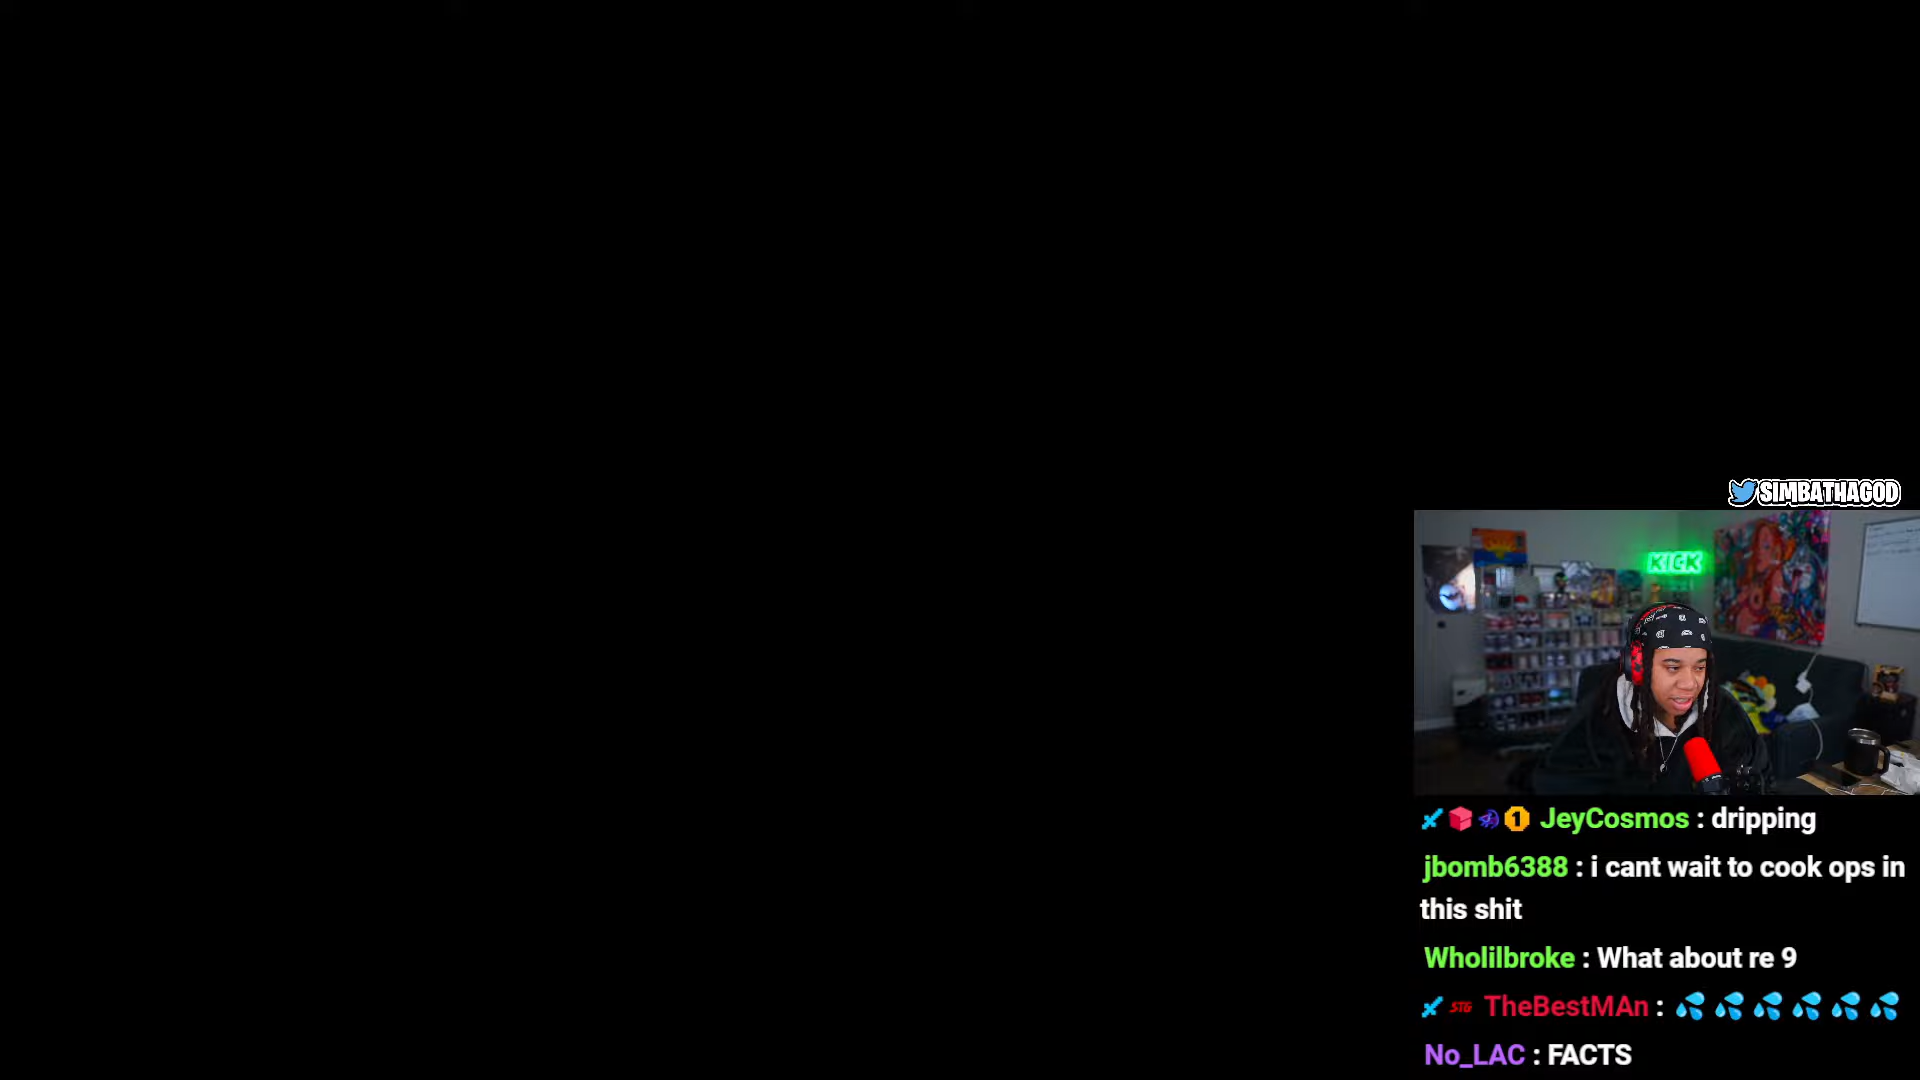 SIMBATHAGOD
KICK
JeyCosmos : dripping
jbomb6388 : i cant wait to cook ops in
this shit
Wholilbroke : What about re 9
STG TheBestMAn : 💦 💦 💦 💦 💦 💦
No_LAC : FACTS